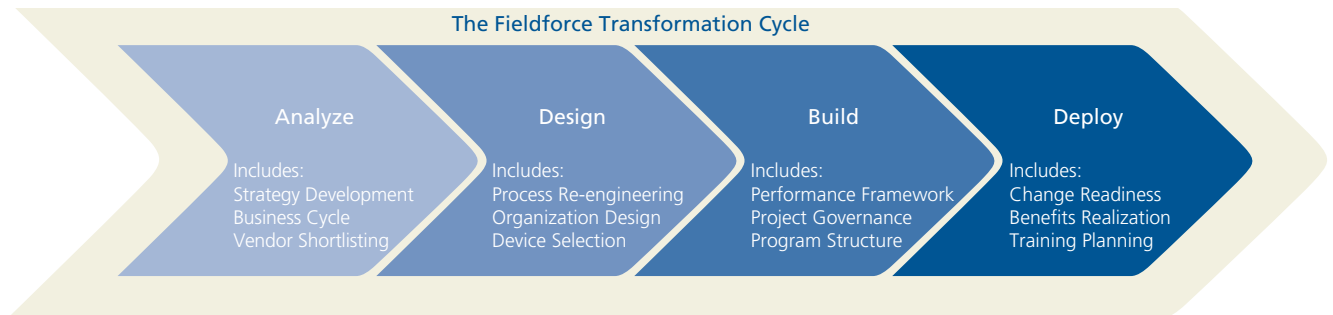 The Fieldforce Transformation Cycle
Analyze
Includes:
Strategy Development
Business Cycle
Vendor Shortlisting
Design
Includes:
Process Re-engineering
Organization Design
Device Selection
Build
Includes:
Performance Framework
Project Governance
Program Structure
Deploy
Includes:
Change Readiness
Benefits Realization
Training Planning